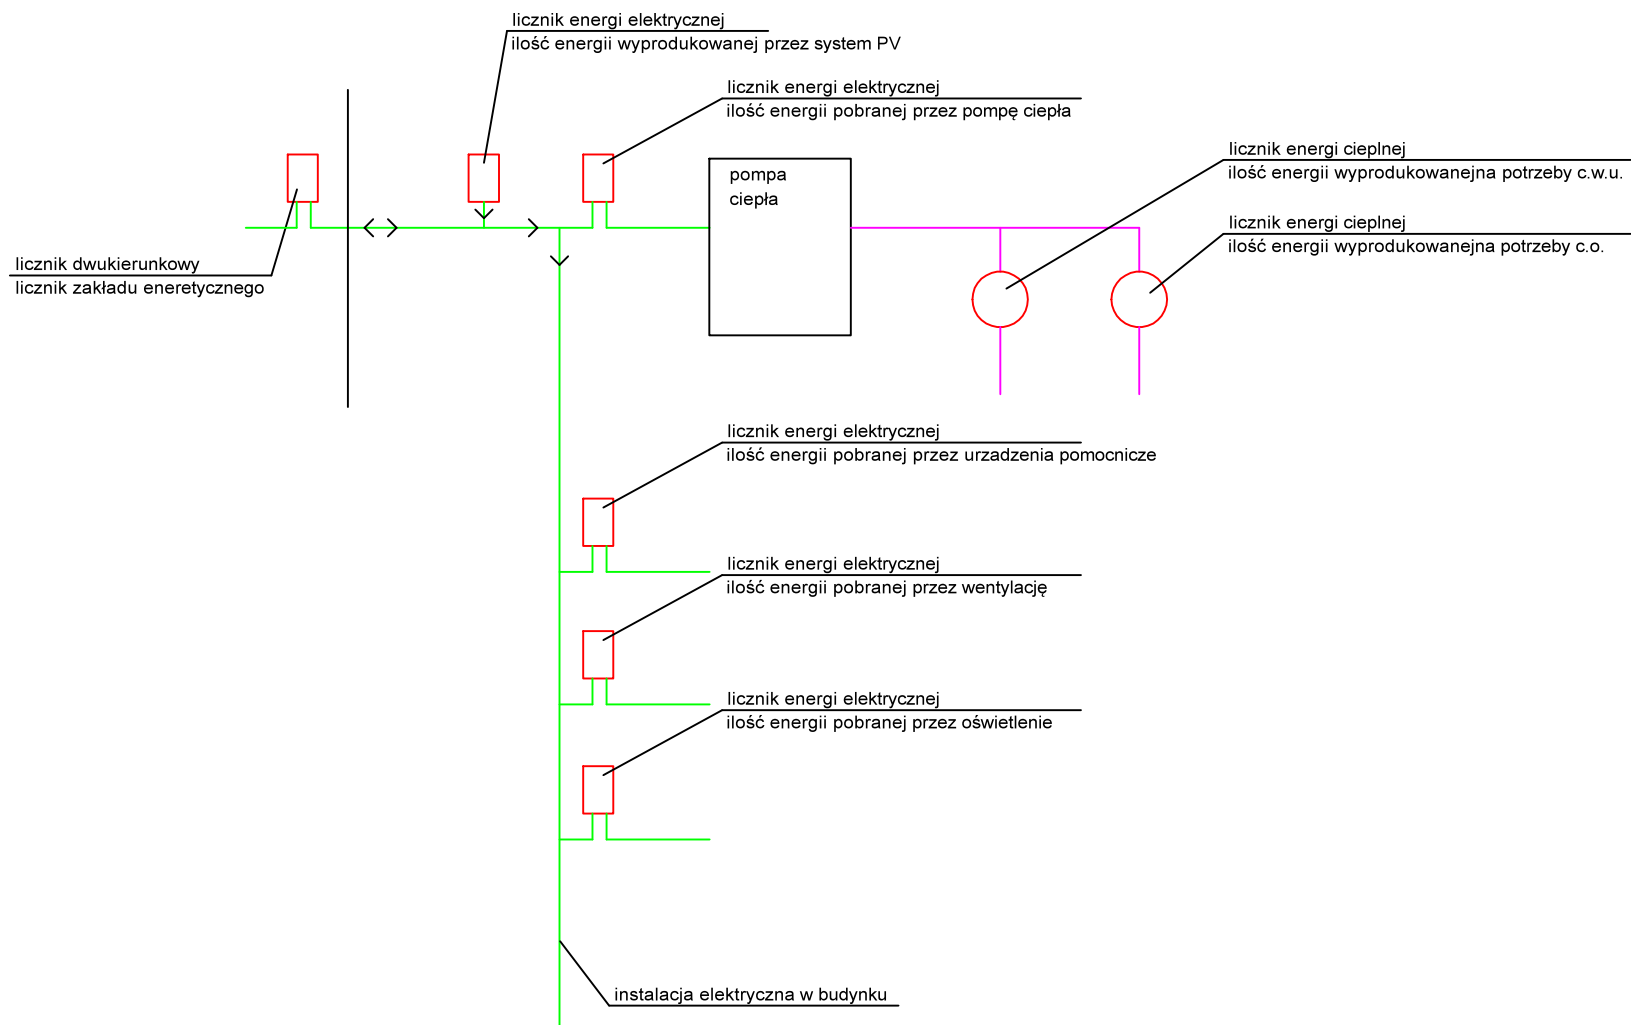 licznik energi elektrycznej
ilość energii wyprodukowanej przez system PV
licznik energi elektrycznej
ilość energii pobranej przez pompę ciepła
licznik energi cieplnej
ilość energii wyprodukowanejna potrzeby c.w.u.
pompa
ciepła
licznik energi cieplnej
ilość energii wyprodukowanejna potrzeby c.o.
licznik dwukierunkowy
licznik zakładu eneretycznego
licznik energi elektrycznej
ilość energii pobranej przez urzadzenia pomocnicze
licznik energi elektrycznej
ilość energii pobranej przez wentylację
licznik energi elektrycznej
ilość energii pobranej przez oświetlenie
instalacja elektryczna w budynku